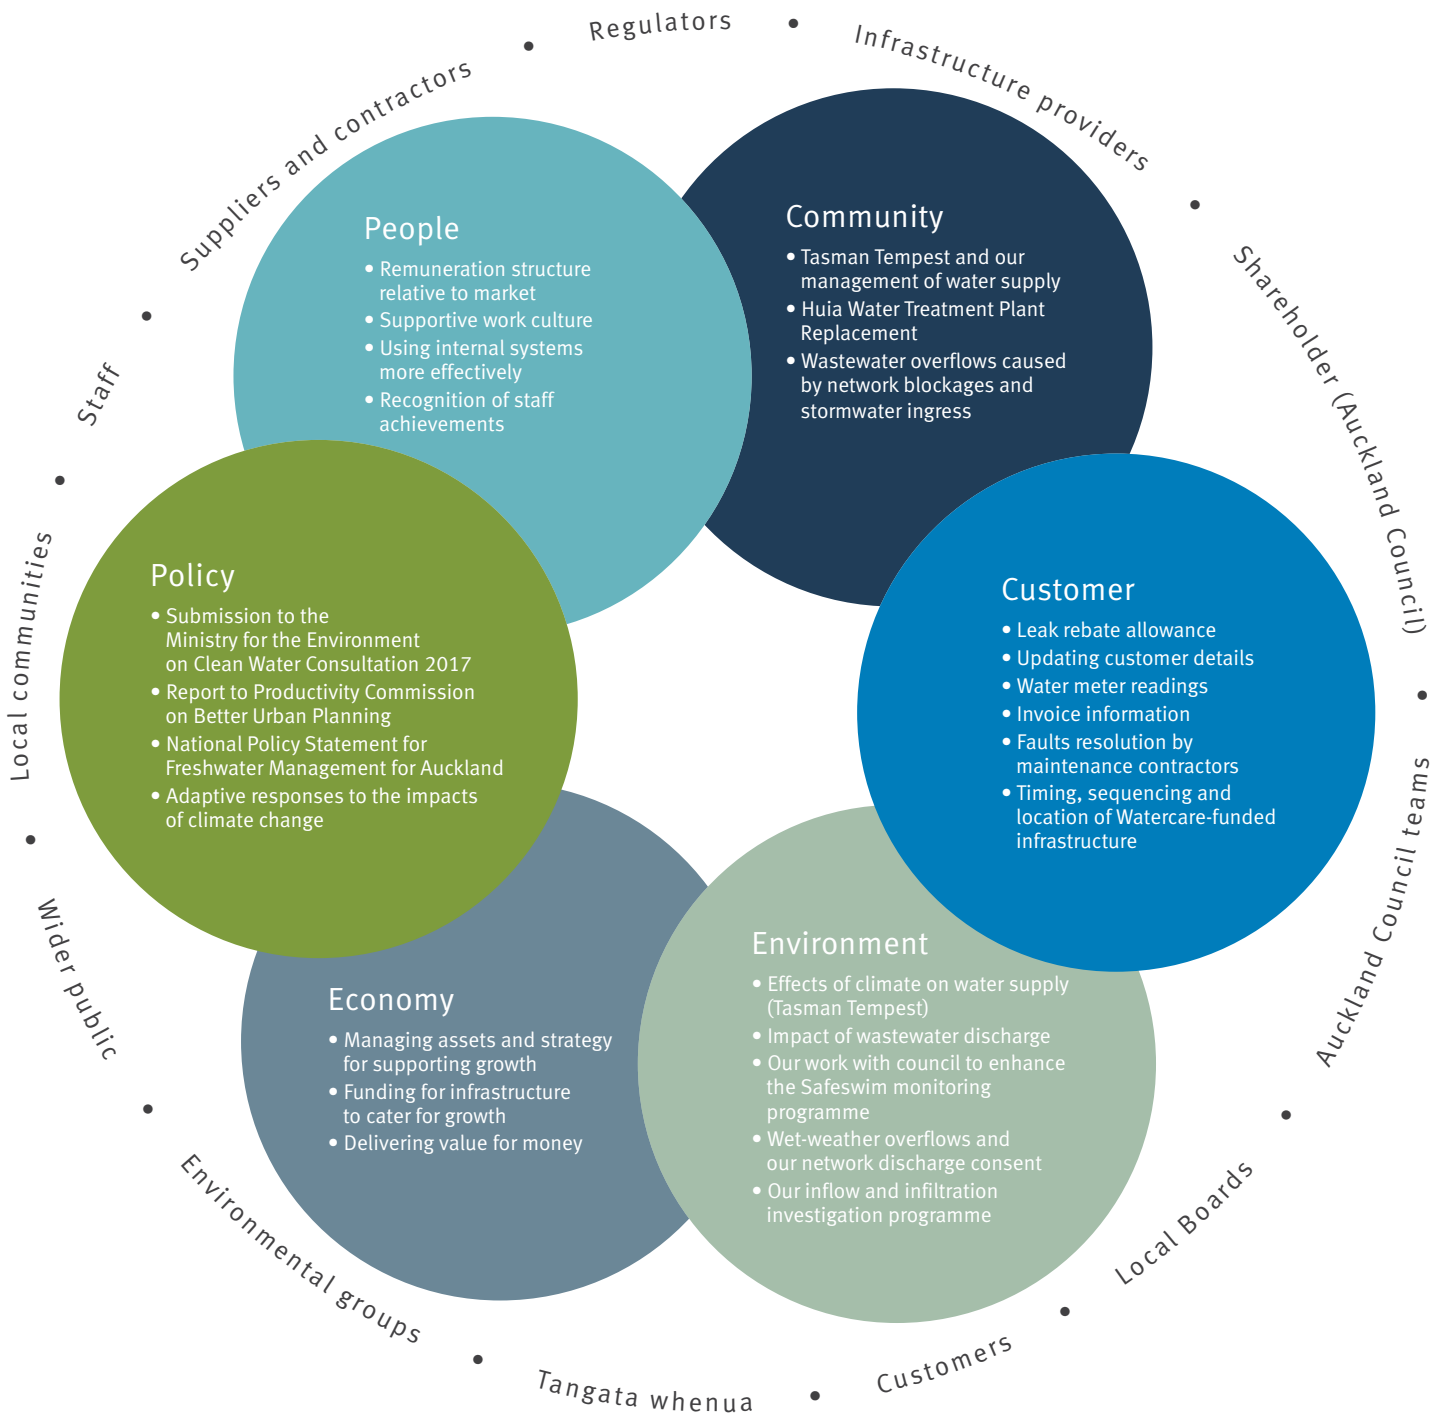 Regulators
Infrastructure providers
Shareholder (Auckland Council)
Auckland Council teams
Local Boards
Customers
Tangata whenua
Environmental groups
Wider public
Local communities
Staff
Suppliers and contractors
People
• Remuneration structure
relative to market
• Supportive work culture
• Using internal systems
more effectively
• Recognition of staff
achievements
Community
• Tasman Tempest and our
management of water supply
• Huia Water Treatment Plant
Replacement
• Wastewater overflows caused
by network blockages and
stormwater ingress
Policy
• Submission to the
Ministry for the Environment
on Clean Water Consultation 2017
• Report to Productivity Commission
on Better Urban Planning
• National Policy Statement for
Freshwater Management for Auckland
• Adaptive responses to the impacts
of climate change
Customer
• Leak rebate allowance
• Updating customer details
• Water meter readings
• Invoice information
• Faults resolution by
maintenance contractors
• Timing, sequencing and
location of Watercare-funded
infrastructure
Economy
• Managing assets and strategy
for supporting growth
• Funding for infrastructure
to cater for growth
• Delivering value for money
Environment
• Effects of climate on water supply
(Tasman Tempest)
• Impact of wastewater discharge
• Our work with council to enhance
the Safeswim monitoring
programme
• Wet-weather overflows and
our network discharge consent
• Our inflow and infiltration
investigation programme